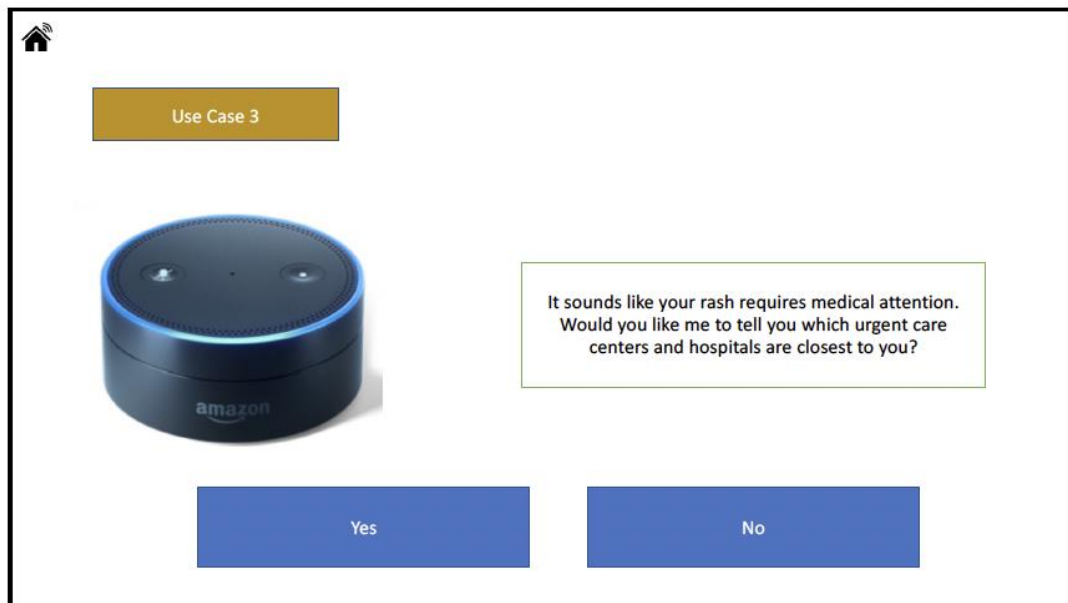 Use Case 3
It sounds like your rash requires medical attention.
Would you like me to tell you which urgent care
centers and hospitals are closest to you?
amazon
Yes
No